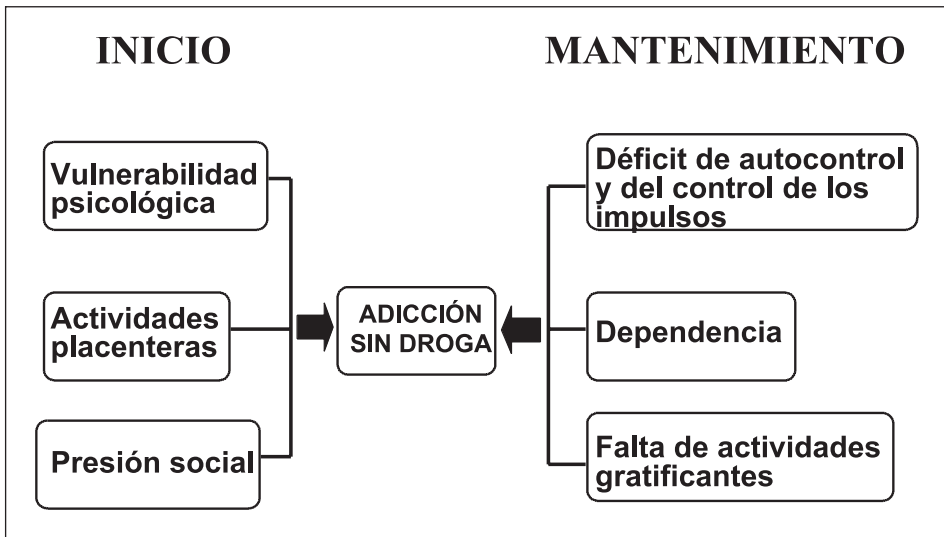 INICIO
MANTENIMIENTO
Vulnerabilidad
psicológica
Actividades
placenteras
Presión social
ADICCIÓN
SIN DROGA
Déficit de autocontrol
y del control de los
impulsos
Dependencia
Falta de actividades
gratificantes